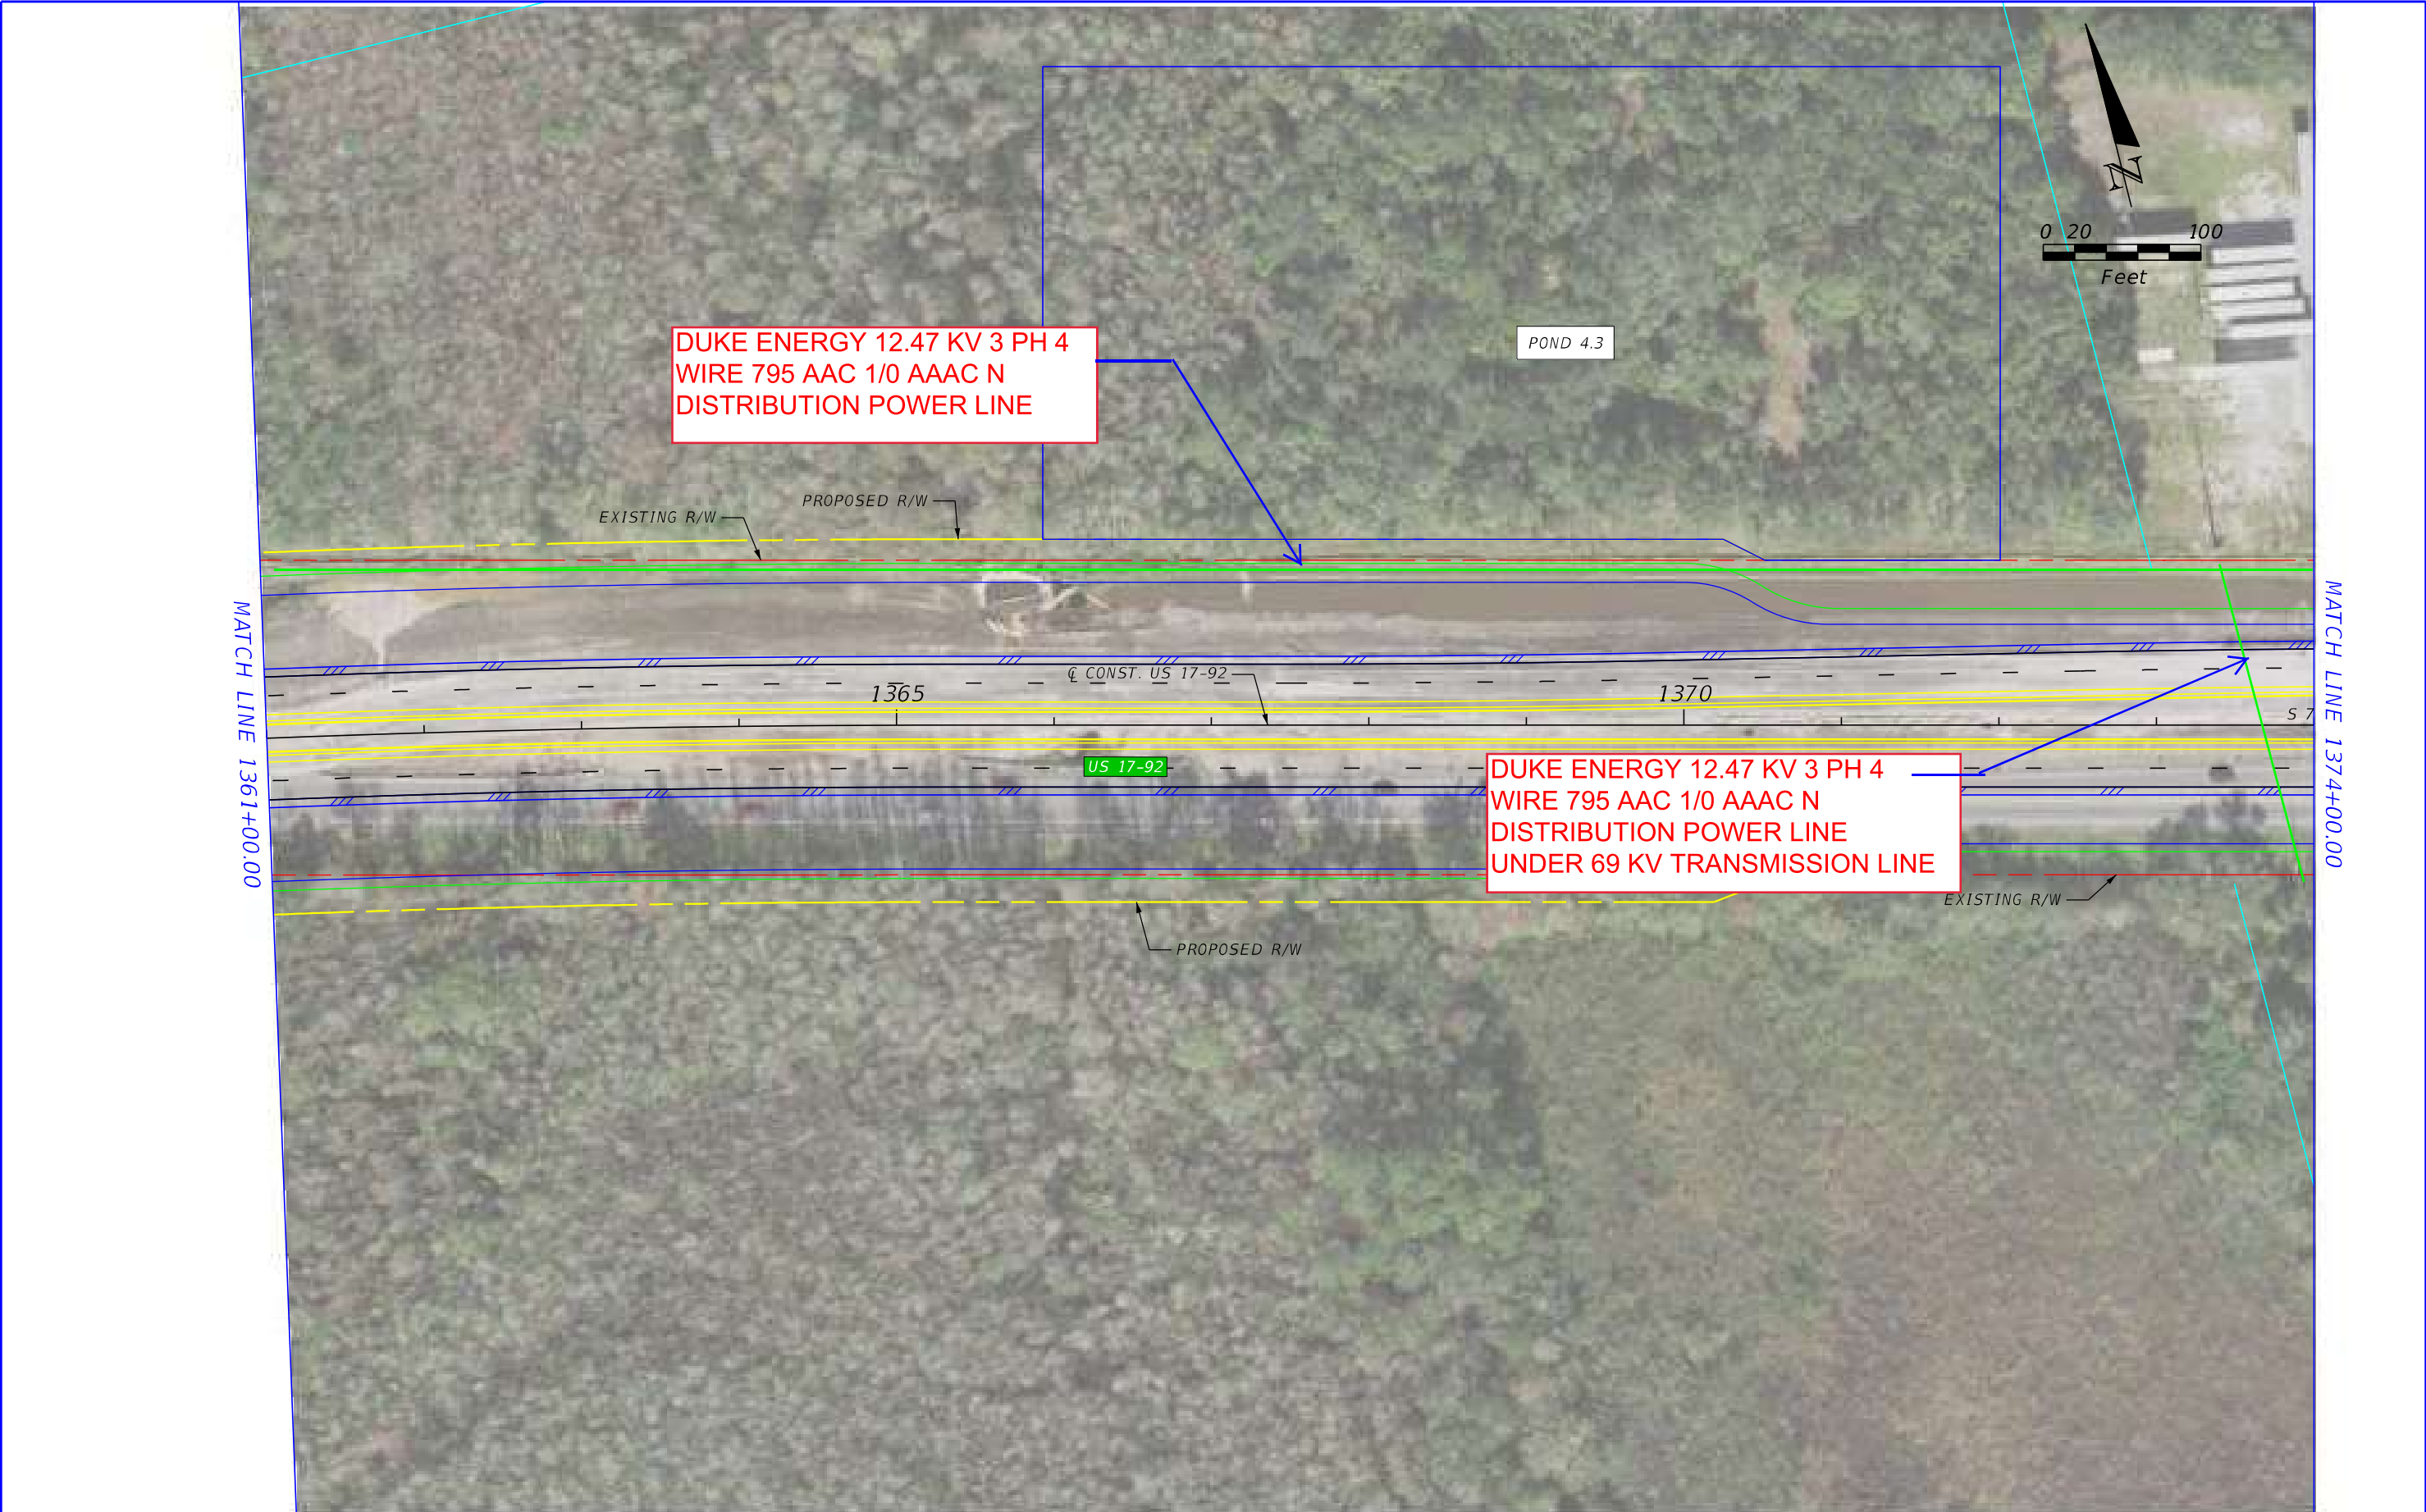 N
0 20 100
Feet
DUKE ENERGY 12.47 KV 3 PH 4
WIRE 795 AAC 1/0 AAAC N
DISTRIBUTION POWER LINE
POND 4.3
PROPOSED R/W
EXISTING R/W
MATCH LINE 1361+00.00
MATCH LINE 1374+00.00
℄ CONST. US 17-92
1365
1370
S 7
US 17-92
DUKE ENERGY 12.47 KV 3 PH 4
WIRE 795 AAC 1/0 AAAC N
DISTRIBUTION POWER LINE
UNDER 69 KV TRANSMISSION LINE
EXISTING R/W
PROPOSED R/W